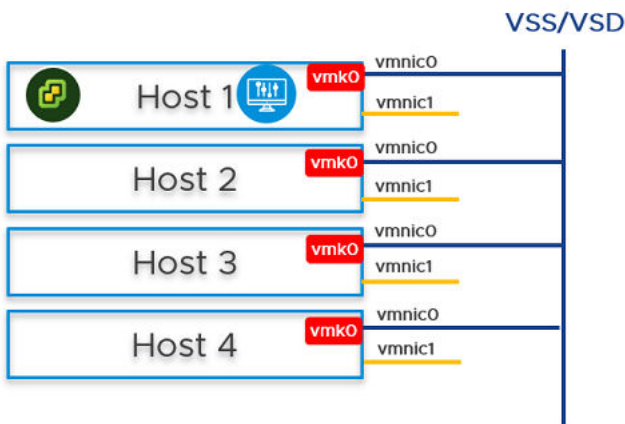 VSS/VSD
Host 1
vmk0
vmnic0
vmnic1
Host 2
vmk0
vmnic0
vmnic1
Host 3
vmk0
vmnic0
vmnic1
Host 4
vmk0
vmnic0
vmnic1